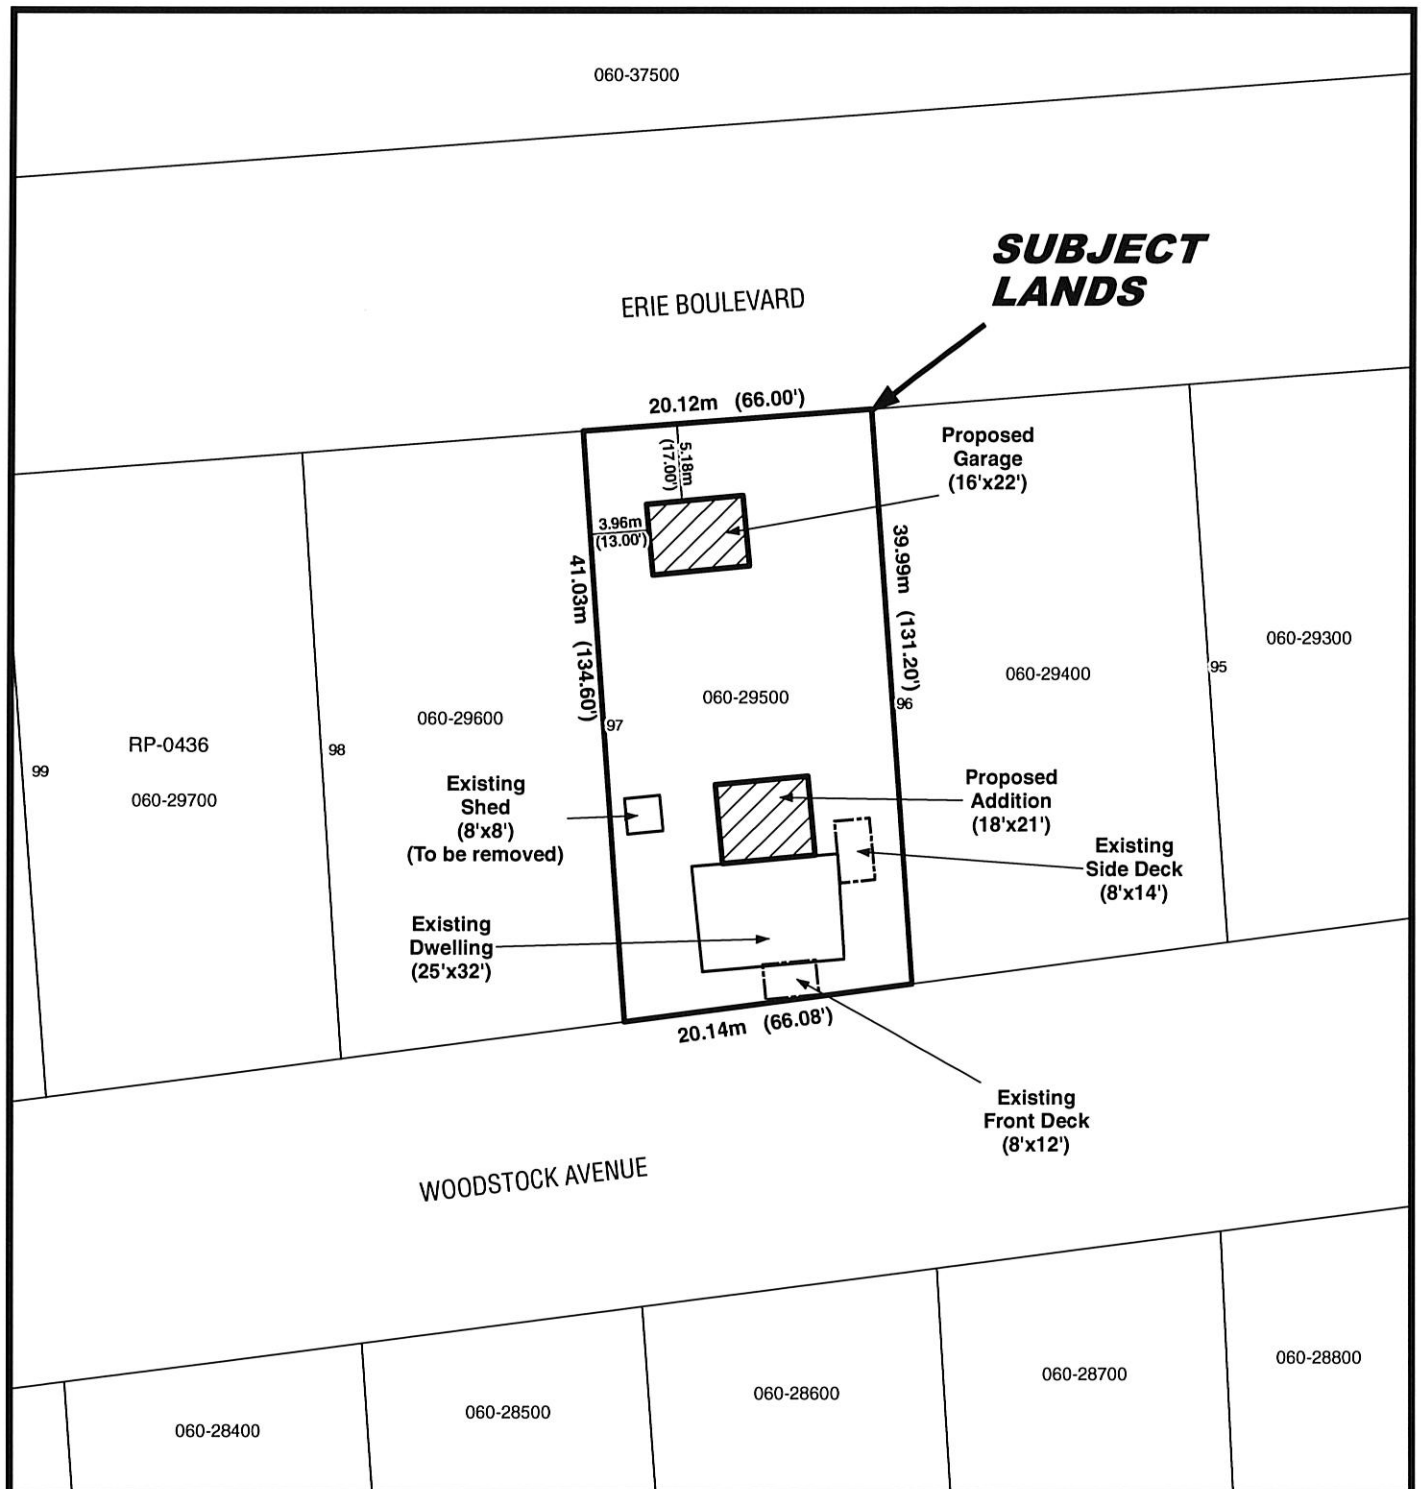 060-37500
SUBJECT
LANDS
ERIE BOULEVARD
20.12m (66.00')
5.18m
(17.00')
Proposed
Garage
(16'x22')
3.96m
(13.00')
41.03m (134.60')
39.99m (131.20')
060-29300
95
060-29400
060-29500
96
060-29600
97
RP-0436
98
99
060-29700
Existing
Shed
(8'x8')
(To be removed)
Proposed
Addition
(18'x21')
Existing
Side Deck
(8'x14')
Existing
Dwelling
(25'x32')
20.14m (66.08')
Existing
Front Deck
(8'x12')
WOODSTOCK AVENUE
060-28800
060-28700
060-28600
060-28500
060-28400